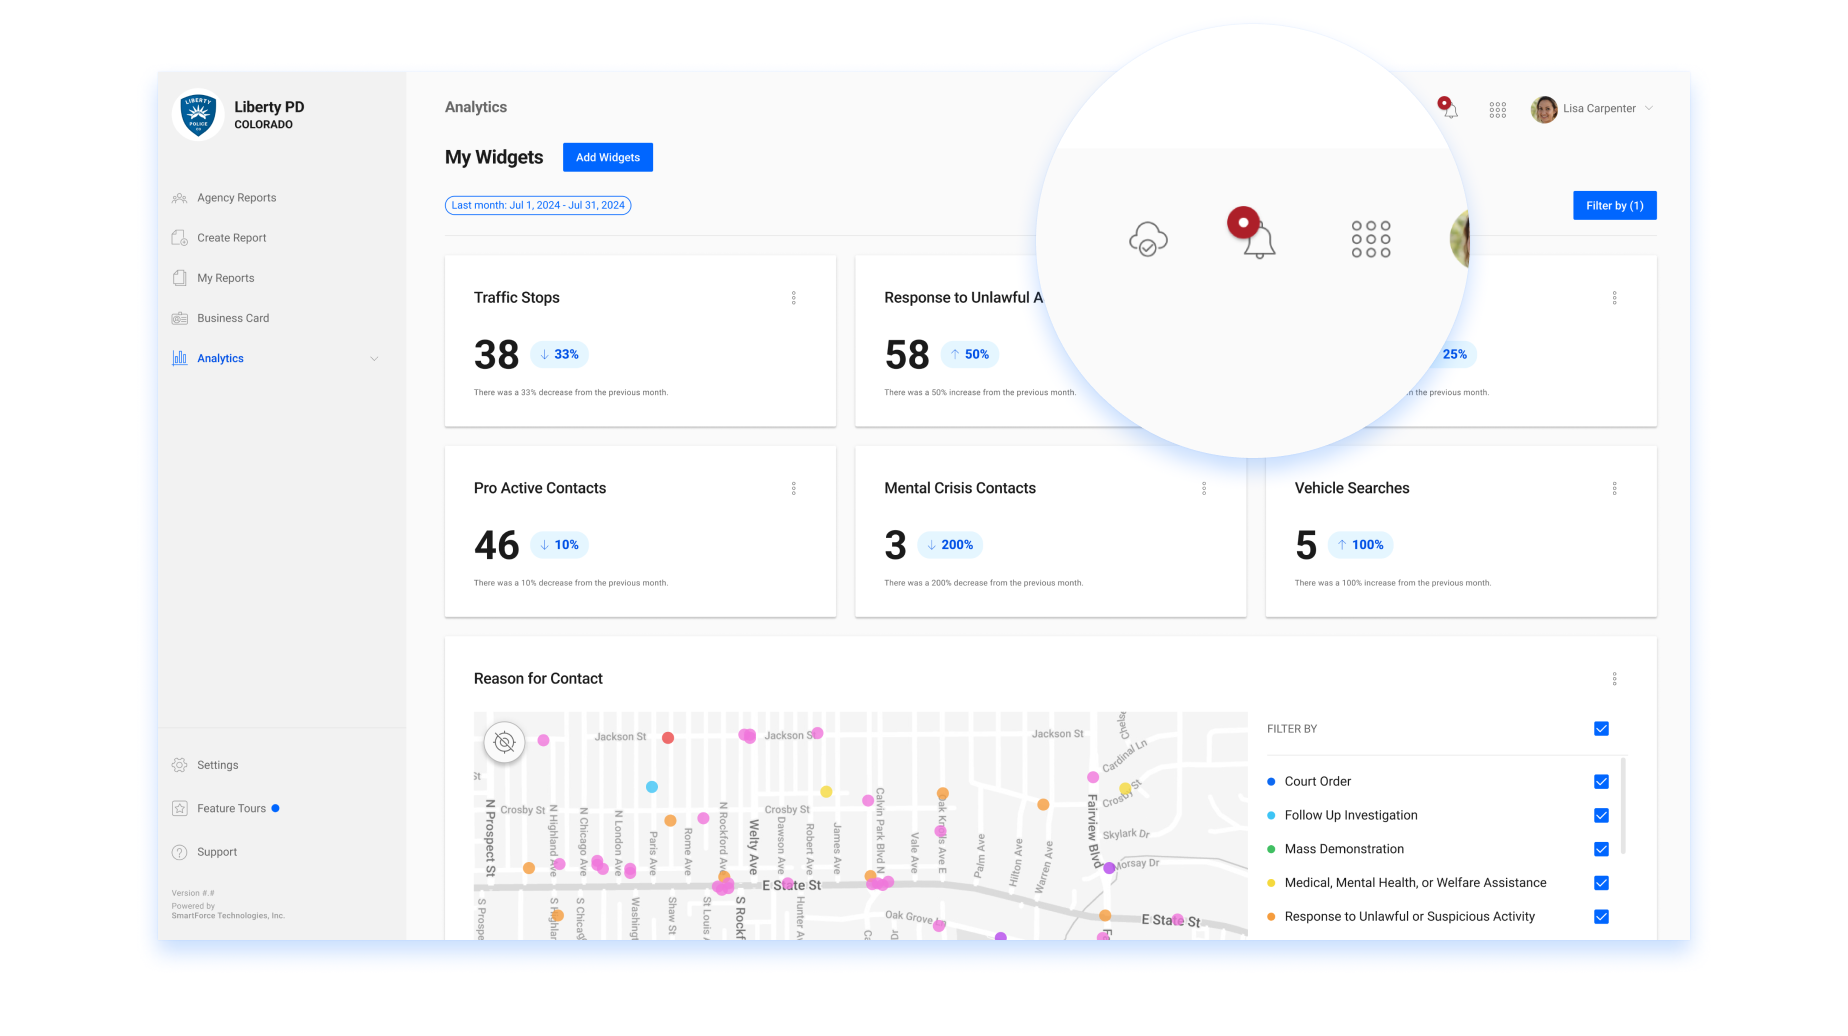 LIBERTY
POLICE
Liberty PD
COLORADO
Agency Reports
Create Report
My Reports
Business Card
Analytics
Settings
Feature Tours
Support
Version #.#
Powered by
SmartForce Technologies, Inc.
Analytics
Lisa Carpenter
My Widgets
Add Widgets
Last month: Jul 1, 2024 - Jul 31, 2024
Filter by (1)
Traffic Stops
38
33%
There was a 33% decrease from the previous month.
Response to Unlawful A
58
50%
There was a 50% increase from the previous month.
25%
the previous month.
Pro Active Contacts
46
10%
There was a 10% decrease from the previous month.
Mental Crisis Contacts
3
200%
There was a 200% decrease from the previous month.
Vehicle Searches
5
100%
There was a 100% increase from the previous month.
Reason for Contact
Jackson St
Jackson St
Jackson St
Cardinal Ln
St
Crosby St
Crosby St
Crosby St
N Prospect St
N Highland Ave
N Chicago Ave
N London Ave
Paris Ave
Rome Ave
N Rockford Ave
Welty Ave
Dawson Ave
Robert Ave
James Ave
Calvin Park Blvd N
Vale Ave
Oak Knolls Ave E
Palm Ave
Hilton Ave
Warren Ave
Fairview Blvd
Skylark Dr
Morsay Dr
E State St
E State St
S Prospe
S Highlan
S Chicag
Washingt
Shaw St
St Louis A
S Rockf
Hunter A
Ca
Oak Grove
FILTER BY
Court Order
Follow Up Investigation
Mass Demonstration
Medical, Mental Health, or Welfare Assistance
Response to Unlawful or Suspicious Activity